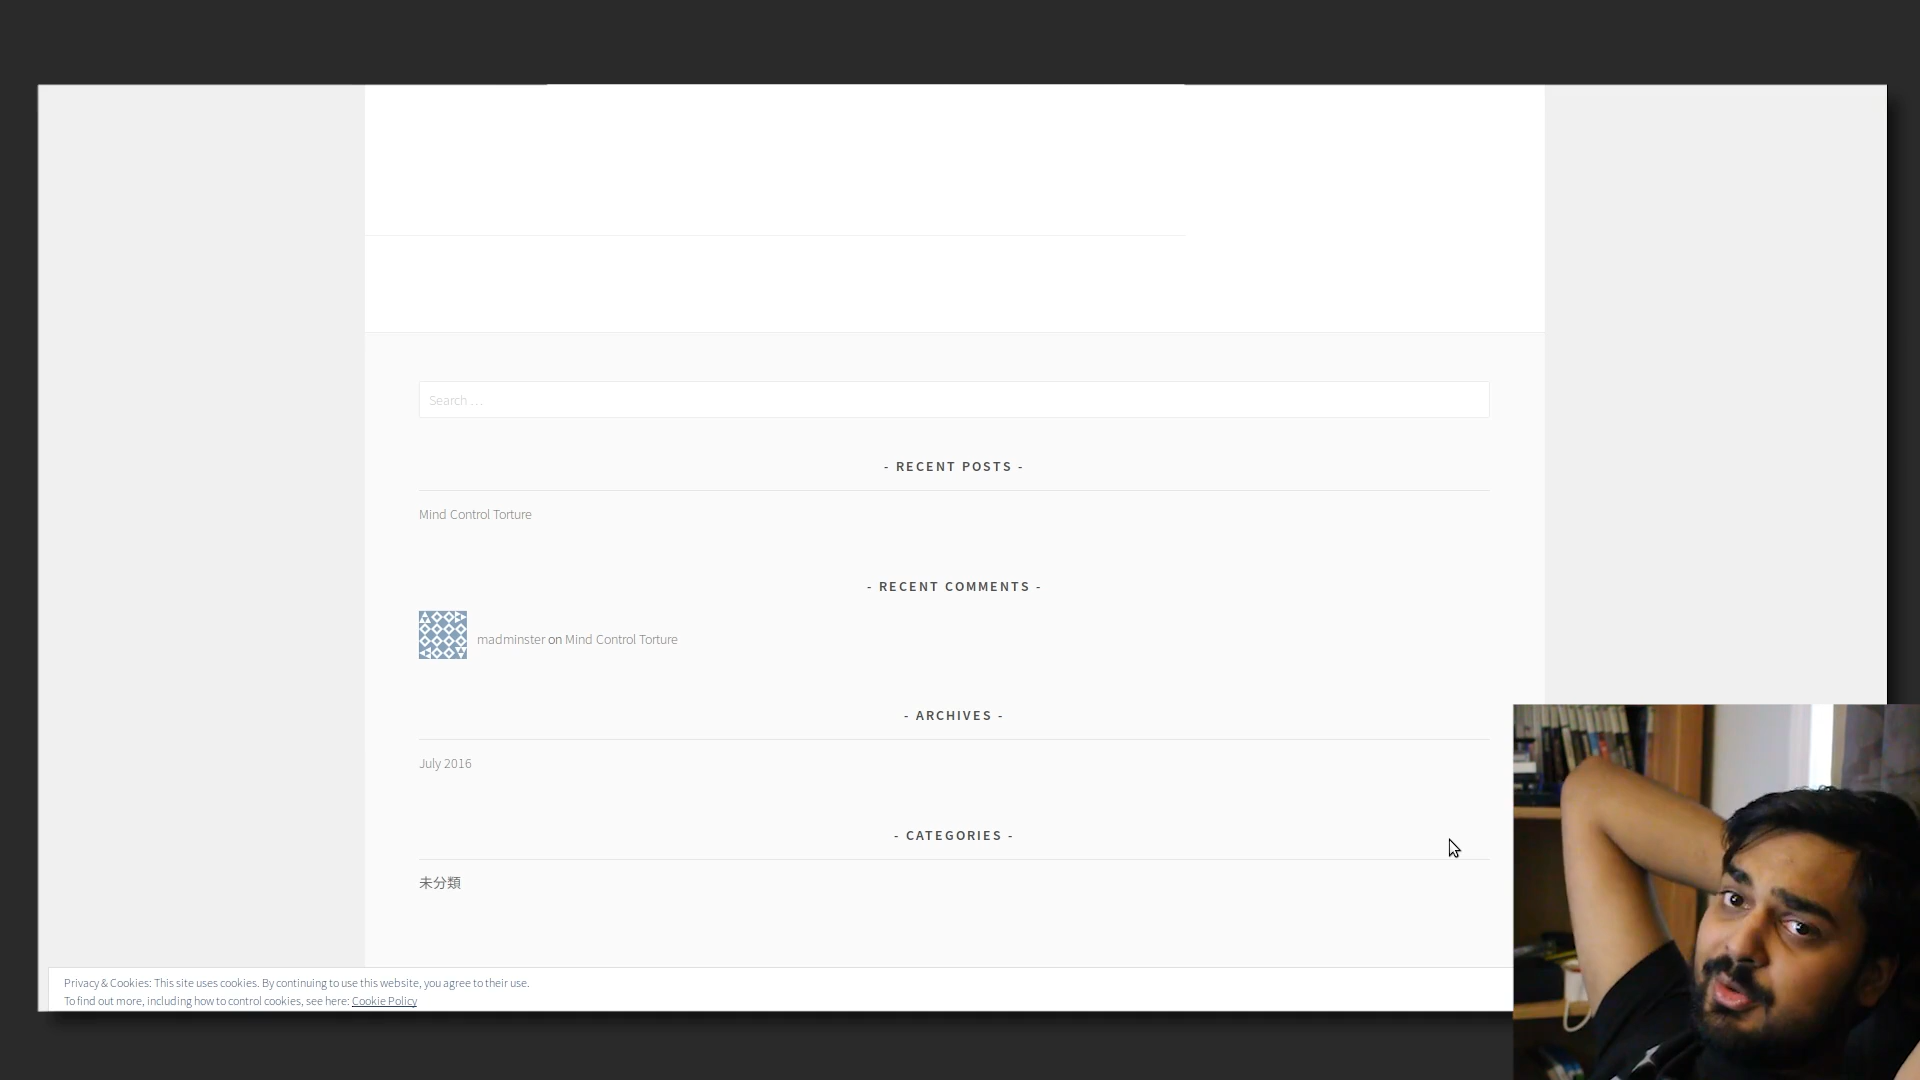 Search ...
- RECENT POSTS -
Mind Control Torture
- RECENT COMMENTS -
madminster on Mind Control Torture
- ARCHIVES -
July 2016
- CATEGORIES -
未分類
Privacy & Cookies: This site uses cookies. By continuing to use this website, you agree to their use.
To find out more, including how to control cookies, see here: Cookie Policy